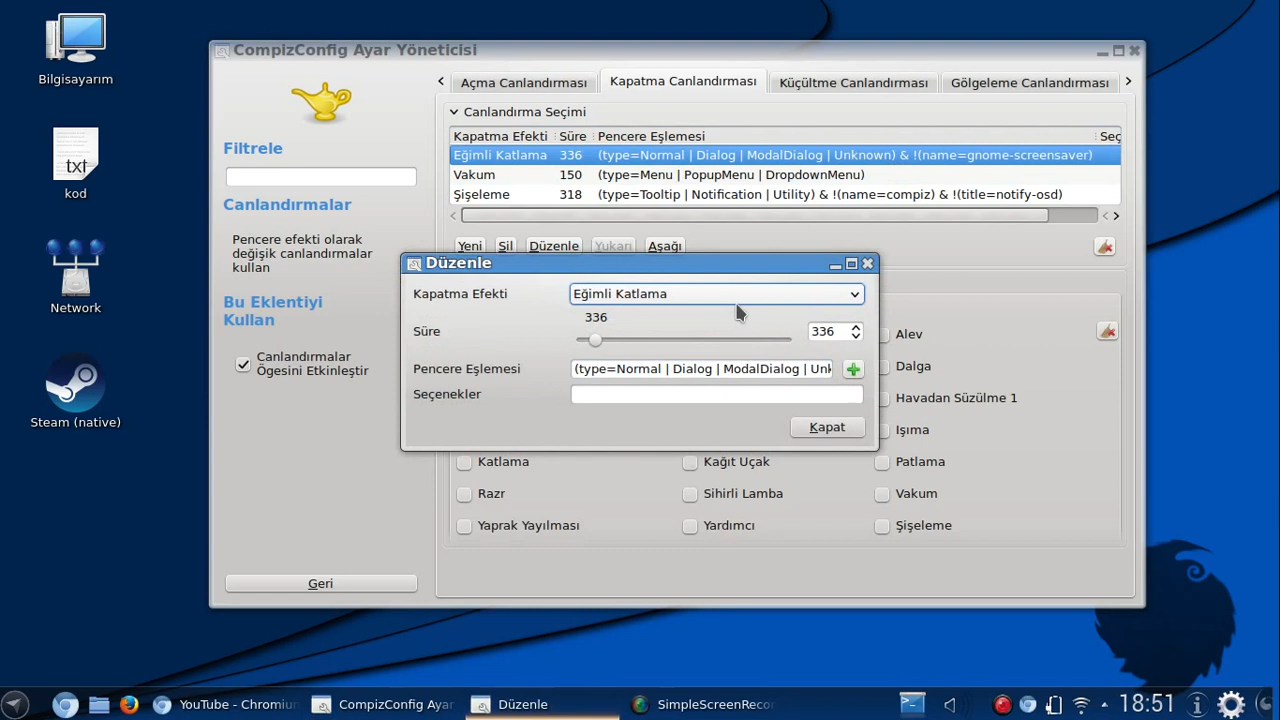 Bilgisayarım
txt
kod
Network
Steam (native)
CompizConfig Ayar Yöneticisi
Filtrele
Canlandırmalar
Pencere efekti olarak
değişik canlandırmalar
kullan
Bu Eklentiyi
Kullan
Canlandırmalar
Ögesini Etkinleştir
Geri
Açma Canlandırması
Kapatma Canlandırması
Küçültme Canlandırması
Gölgeleme Canlandırması
Canlandırma Seçimi
Kapatma Efekti Süre Pencere Eşlemesi Seç
Eğimli Katlama 336 (type=Normal | Dialog | ModalDialog | Unknown) & !(name=gnome-screensaver)
Vakum 150 (type=Menu | PopupMenu | DropdownMenu)
Şişeleme 318 (type=Tooltip | Notification | Utility) & !(name=compiz) & !(title=notify-osd)
Yeni Sil Düzenle Yukarı Aşağı
Düzenle
Kapatma Efekti Eğimli Katlama
336
Süre 336
Pencere Eşlemesi (type=Normal | Dialog | ModalDialog | Unk
Seçenekler
Kapat
Alev
Dalga
Havadan Süzülme 1
Işıma
Katlama Kağıt Uçak Patlama
Razr Sihirli Lamba Vakum
Yaprak Yayılması Yardımcı Şişeleme
YouTube - Chromiu
CompizConfig Ayar
Düzenle
SimpleScreenRecor
18:51